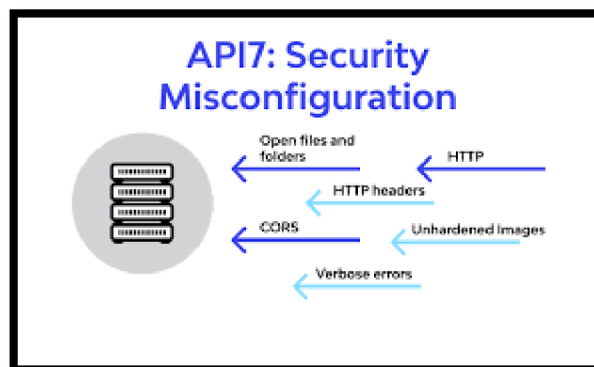 API7: Security
Misconfiguration
Open files and
folders
HTTP
HTTP headers
CORS
Unhardened Images
Verbose errors